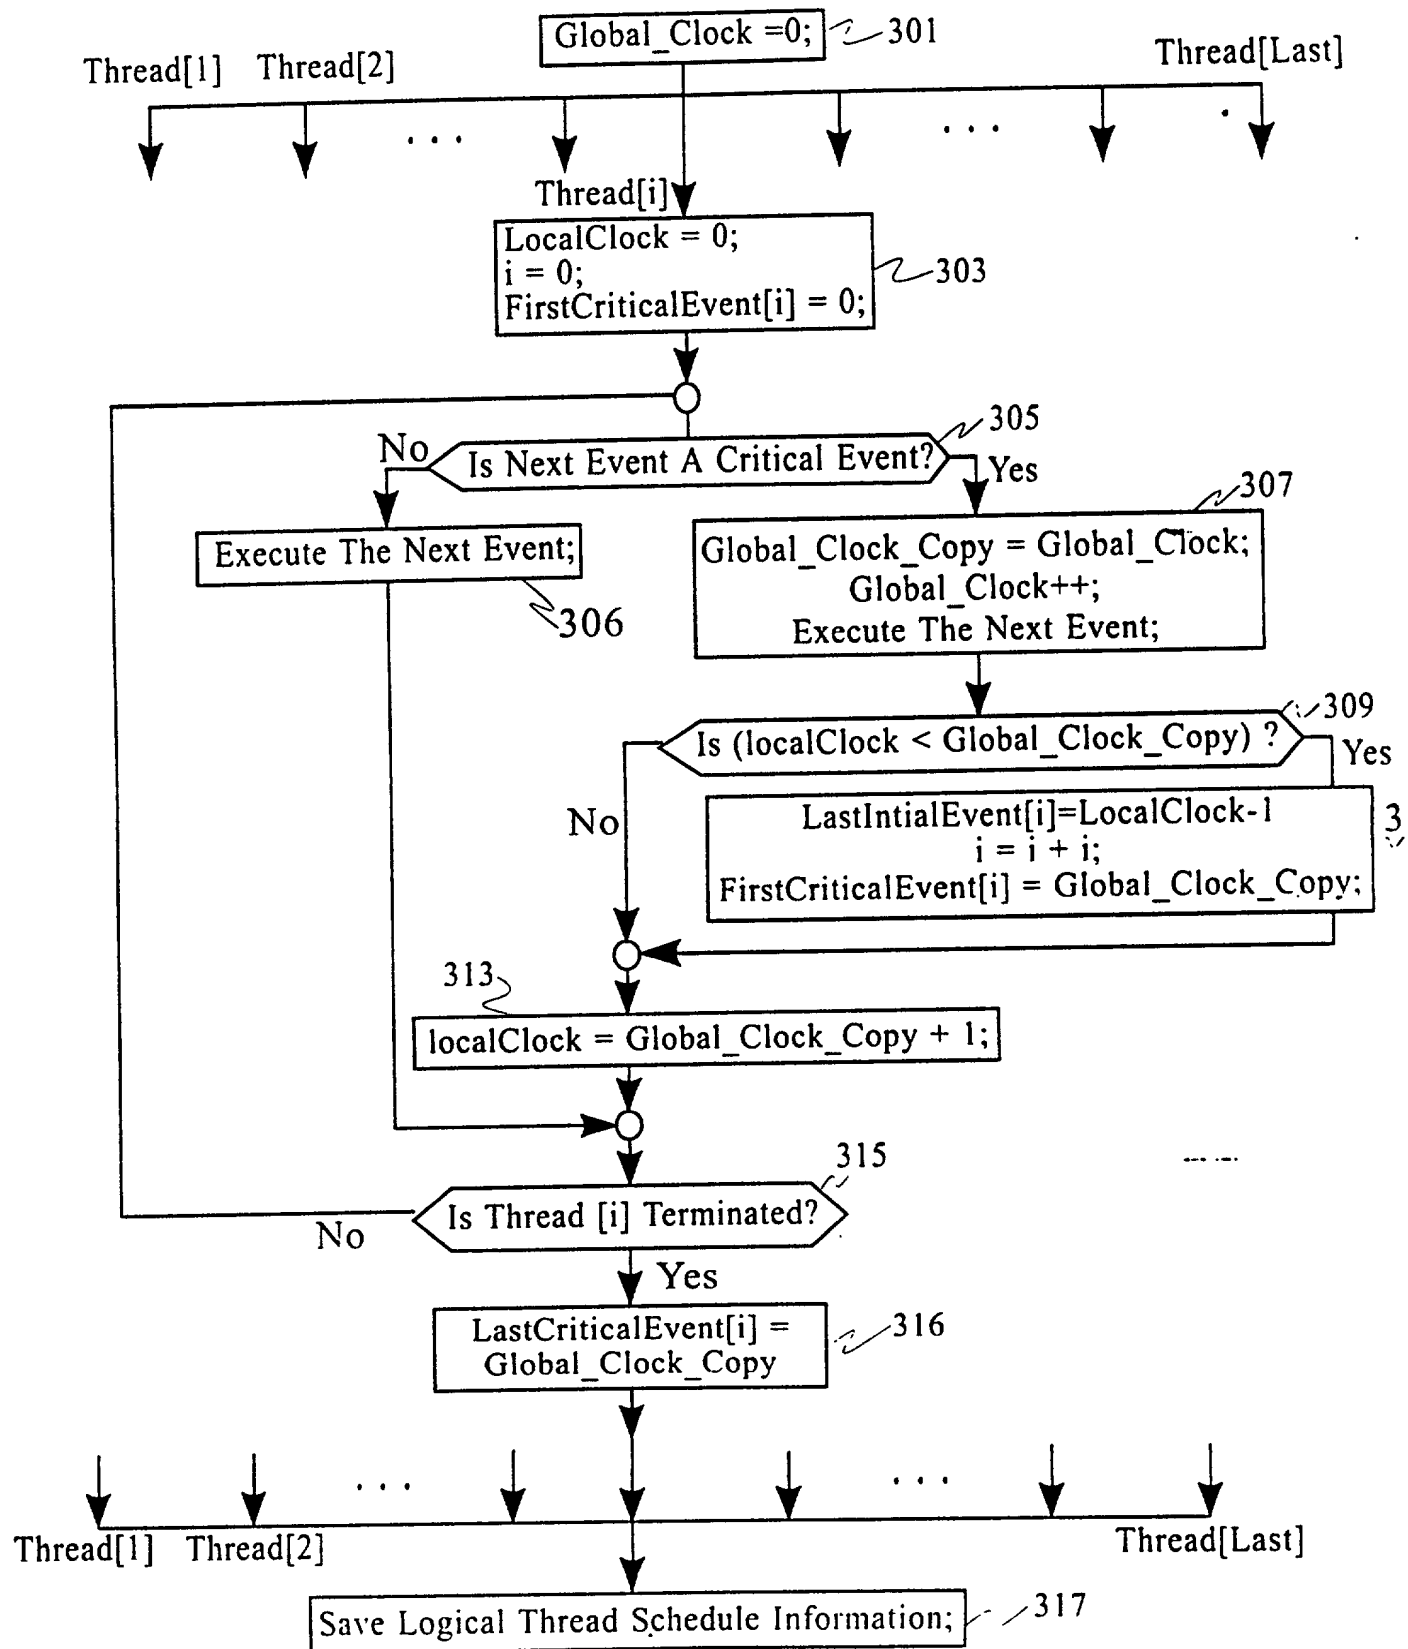 Global_Clock =0;
301
Thread[1]
Thread[2]
Thread[Last]
Thread[i]
LocalClock = 0;
i = 0;
FirstCriticalEvent[i] = 0;
303
305
No
Is Next Event A Critical Event?
Yes
307
Execute The Next Event;
306
Global_Clock_Copy = Global_Clock;
Global_Clock++;
Execute The Next Event;
309
Is (localClock < Global_Clock_Copy) ?
Yes
No
LastIntialEvent[i]=LocalClock-1
i = i + i;
FirstCriticalEvent[i] = Global_Clock_Copy;
3
313
localClock = Global_Clock_Copy + 1;
315
Is Thread [i] Terminated?
No
Yes
LastCriticalEvent[i] =
Global_Clock_Copy
316
Thread[1]
Thread[2]
Thread[Last]
Save Logical Thread Schedule Information;
317